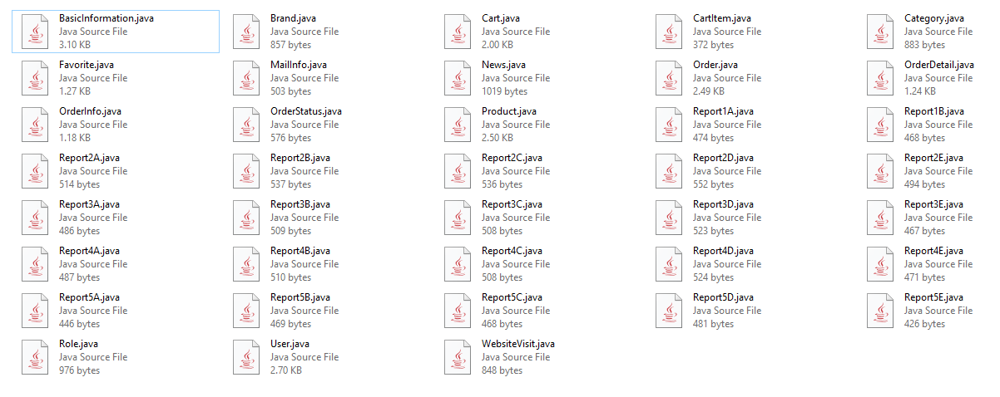 BasicInformation.java
Java Source File
3.10 KB
Brand.java
Java Source File
857 bytes
Cart.java
Java Source File
2.00 KB
CartItem.java
Java Source File
372 bytes
Category.java
Java Source File
883 bytes
Favorite.java
Java Source File
1.27 KB
MailInfo.java
Java Source File
503 bytes
News.java
Java Source File
1019 bytes
Order.java
Java Source File
2.49 KB
OrderDetail.java
Java Source File
1.24 KB
OrderInfo.java
Java Source File
1.18 KB
OrderStatus.java
Java Source File
576 bytes
Product.java
Java Source File
2.50 KB
Report1A.java
Java Source File
474 bytes
Report1B.java
Java Source File
468 bytes
Report2A.java
Java Source File
514 bytes
Report2B.java
Java Source File
537 bytes
Report2C.java
Java Source File
536 bytes
Report2D.java
Java Source File
552 bytes
Report2E.java
Java Source File
494 bytes
Report3A.java
Java Source File
486 bytes
Report3B.java
Java Source File
509 bytes
Report3C.java
Java Source File
508 bytes
Report3D.java
Java Source File
523 bytes
Report3E.java
Java Source File
467 bytes
Report4A.java
Java Source File
487 bytes
Report4B.java
Java Source File
510 bytes
Report4C.java
Java Source File
508 bytes
Report4D.java
Java Source File
524 bytes
Report4E.java
Java Source File
471 bytes
Report5A.java
Java Source File
446 bytes
Report5B.java
Java Source File
469 bytes
Report5C.java
Java Source File
468 bytes
Report5D.java
Java Source File
481 bytes
Report5E.java
Java Source File
426 bytes
Role.java
Java Source File
976 bytes
User.java
Java Source File
2.70 KB
WebsiteVisit.java
Java Source File
848 bytes